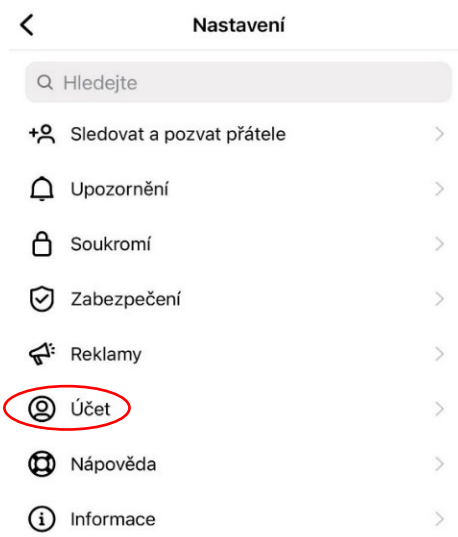 Nastavení
Hledejte
Sledovat a pozvat přátele
Upozornění
Soukromí
Zabezpečení
Reklamy
Účet
Nápověda
Informace